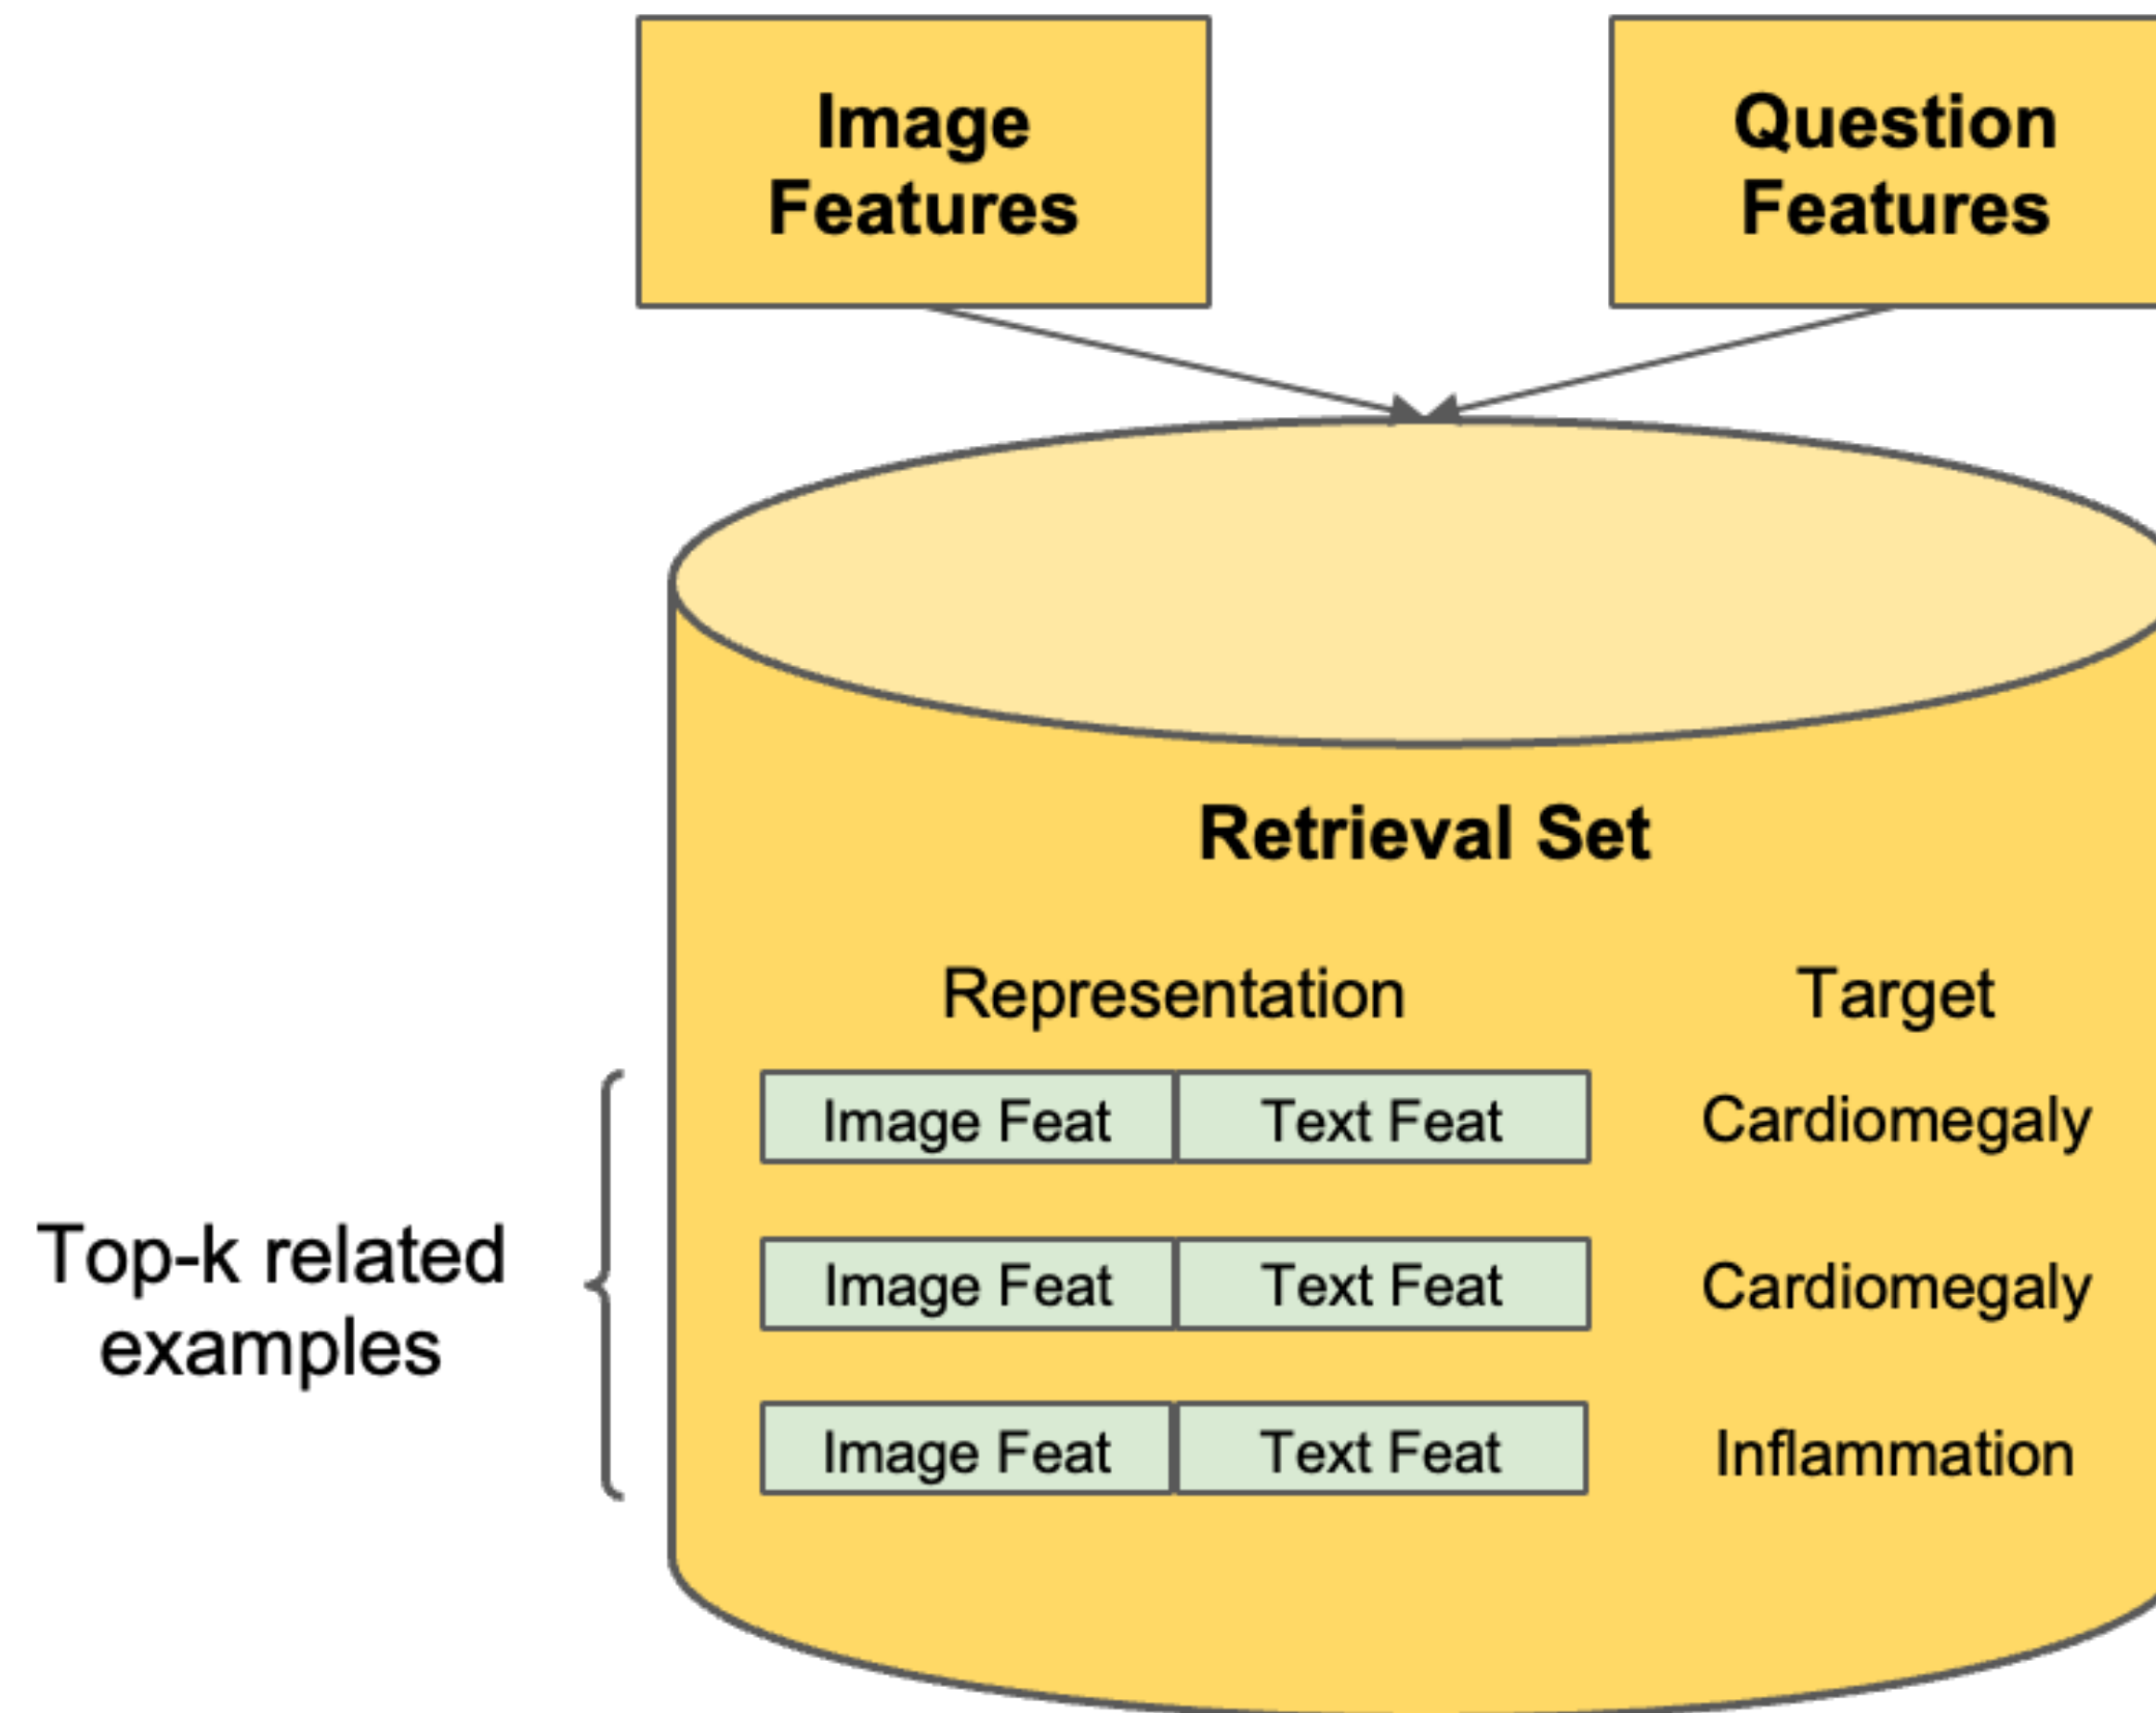 Image
Features
Question
Features
Retrieval Set
Representation
Target
Image Feat
Text Feat
Cardiomegaly
Top-k related
examples
Image Feat
Text Feat
Cardiomegaly
Image Feat
Text Feat
Inflammation